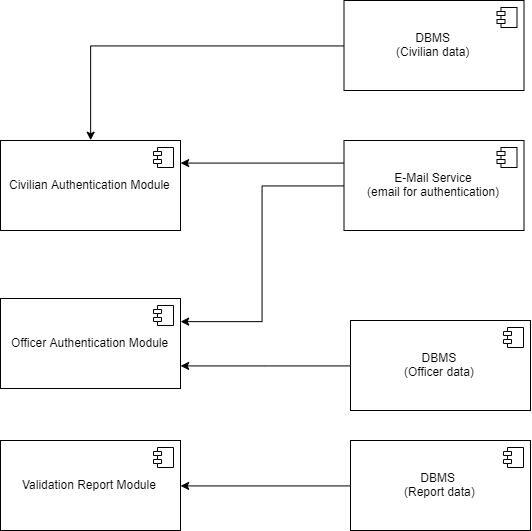 DBMS
(Civilian data)
Civilian Authentication Module
E-Mail Service
(email for authentication)
Officer Authentication Module
DBMS
(Officer data)
Validation Report Module
DBMS
(Report data)